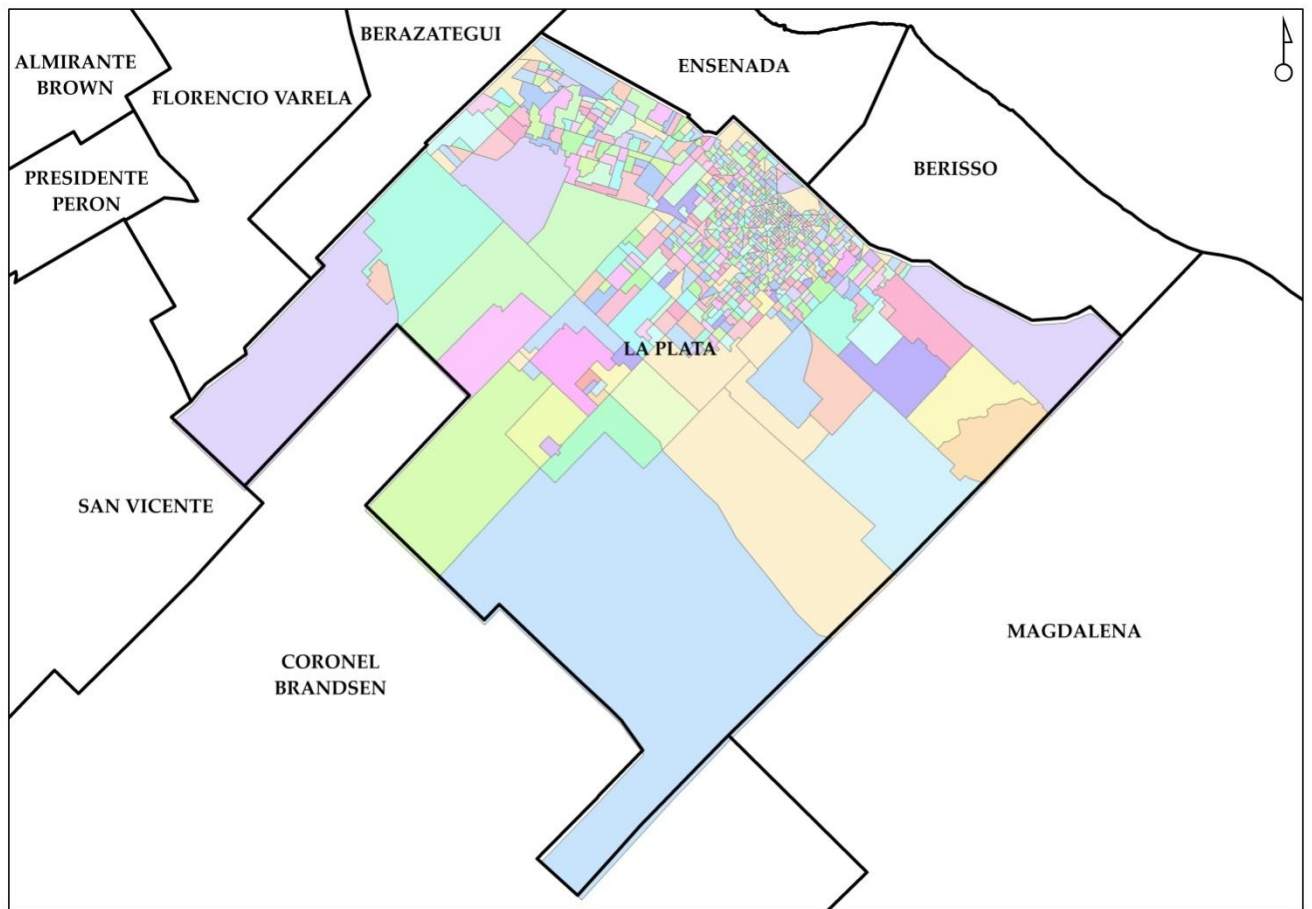 BERAZATEGUI
ALMIRANTE
BROWN
ENSENADA
FLORENCIO VARELA
BERISSO
PRESIDENTE
PERON
LA PLATA
SAN VICENTE
MAGDALENA
CORONEL
BRANDSEN